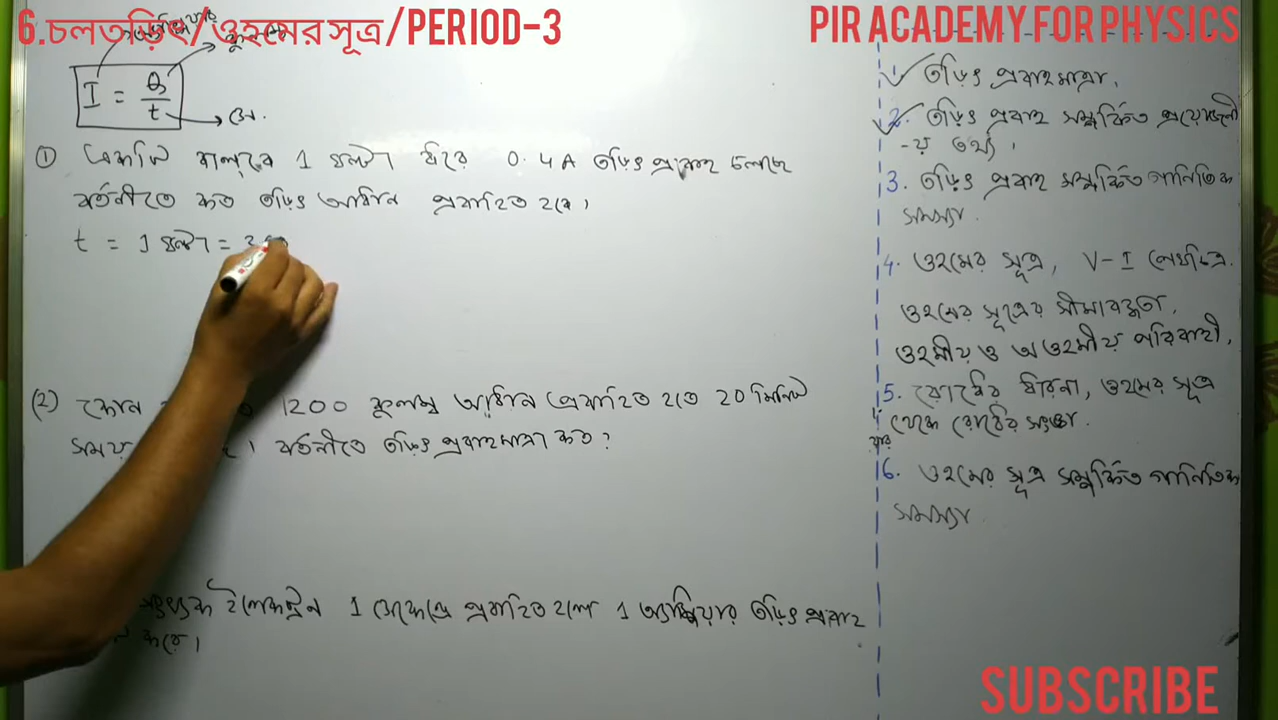 6.চলতড়িৎ/ওহমের সূত্র/PERIOD-3
PIR ACADEMY FOR PHYSICS
I = Q/t
সে.
① একটি বাল্বে 1 ঘন্টা ধরে 0.4A তড়িৎ প্রবাহ চলছে
বর্তনীতে কত তড়িৎ আধান প্রবাহিত হবে।
t = 1 ঘন্টা =
(2) কোন 1200 কুলম্ব আধান প্রবাহিত হতে 20 মিনিট
সময় । বর্তনীতে তড়িৎ প্রবাহমাত্রা কত?
সংখ্যক ইলেকট্রন 1 সেকেন্ডে প্রবাহিত হলে 1 অ্যাম্পিয়ার তড়িৎ প্রবাহ
করে।
1. তড়িৎ প্রবাহমাত্রা,
2. তড়িৎ প্রবাহ সম্পর্কিত প্রয়োজনী
-য় তথ্য।
3. তড়িৎ প্রবাহ সম্পর্কিত গানিতিক
সমস্যা.
4. ওহমের সূত্র, V-I লেখচিত্র.
ওহমের সূত্রের সীমাবদ্ধতা,
ওহমীয় ও অওহমীয় পরিবাহী,
5. রোধের ধারনা, ওহমের সূত্র
থেকে রোধের সংজ্ঞা.
6. ওহমের সূত্র সম্পর্কিত গানিতিক
সমস্যা
SUBSCRIBE